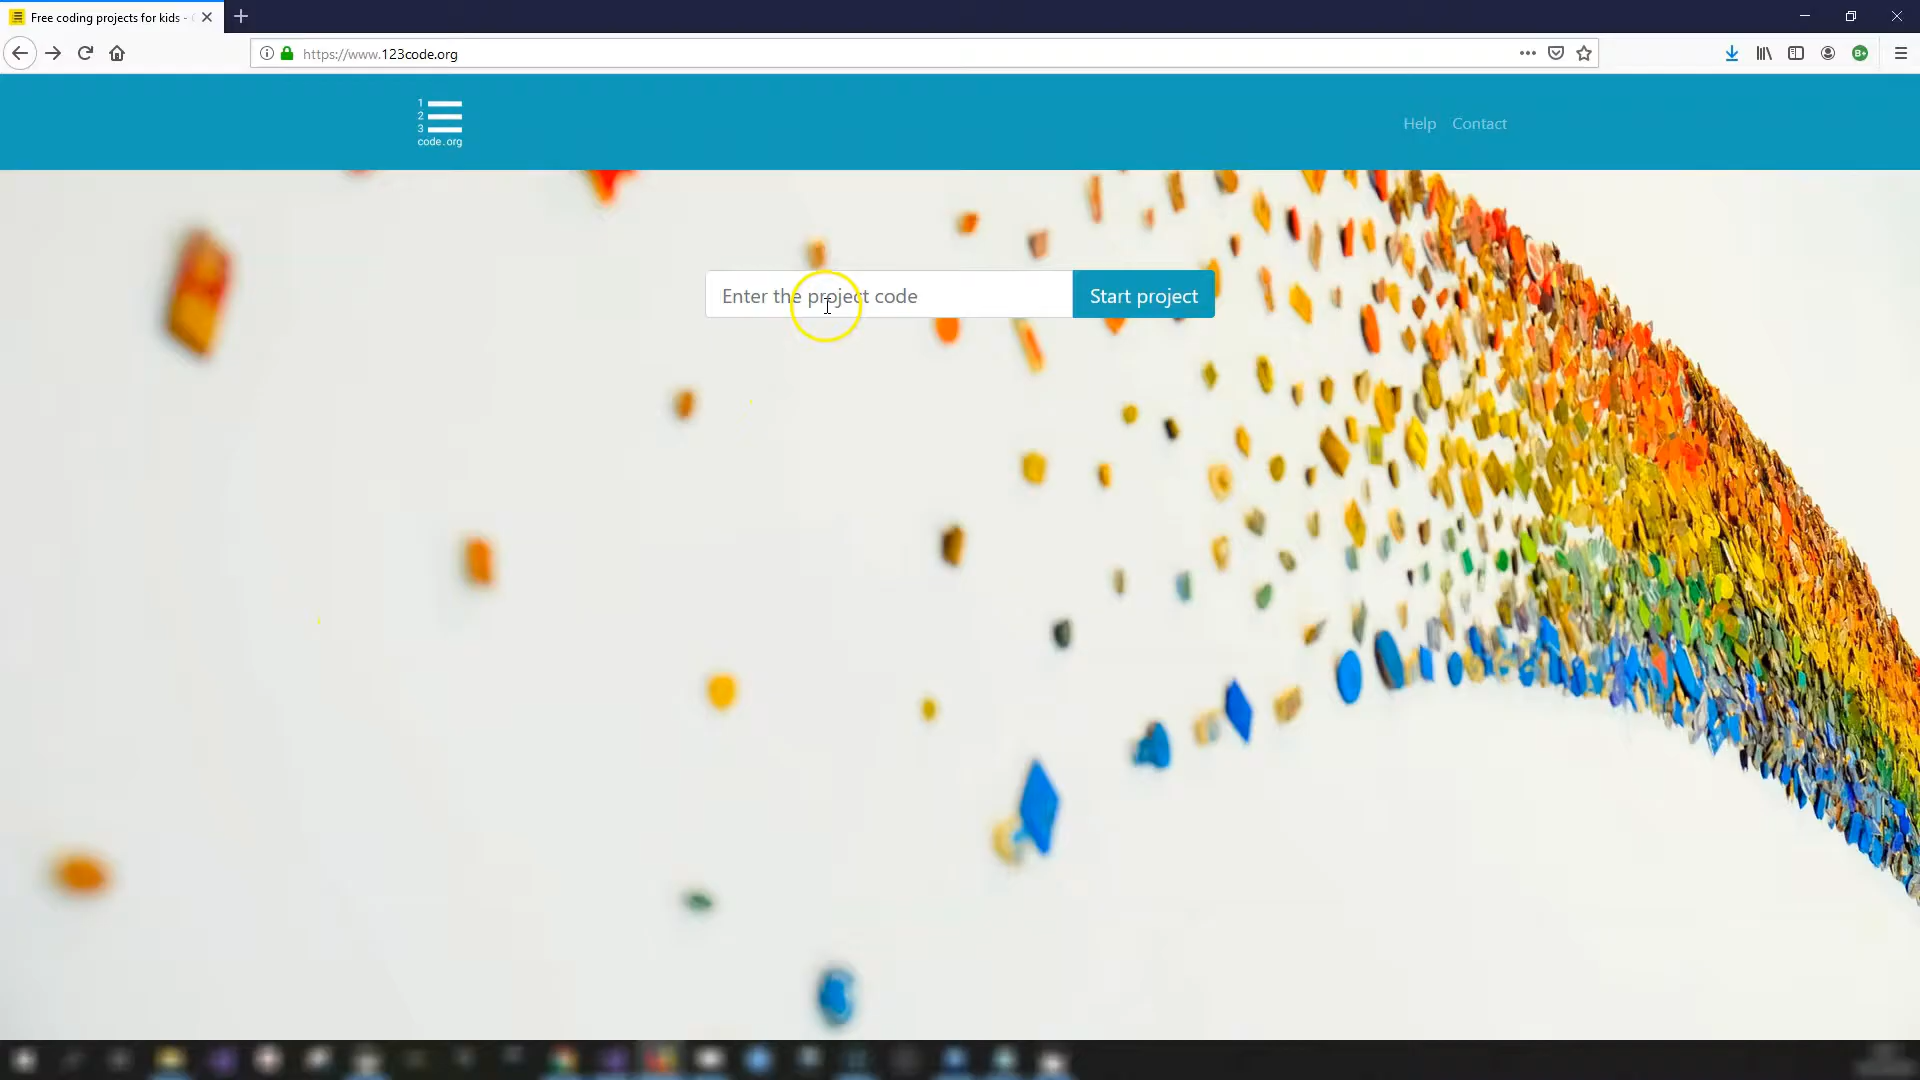 Free coding projects for kids -
https://www.123code.org
1
2
3
code.org
Help Contact
Enter the project code
Start project